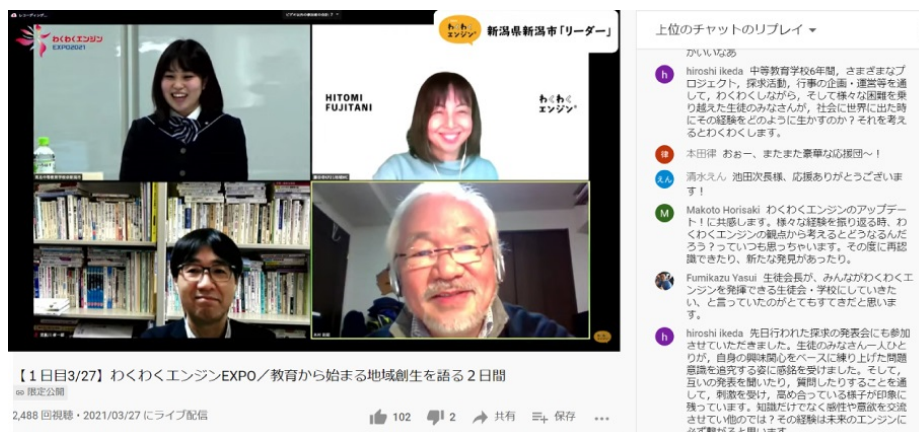 わくわくエンジン
EXPO2021
わくわく
エンジン
新潟県新潟市「リーダー」
HITOMI
FUJITANI
わくわく
エンジン
【1日目3/27】わくわくエンジンEXPO／教育から始まる地域創生を語る2日間
限定公開
2,488 回視聴・2021/03/27 にライブ配信
102
2
共有
保存
上位のチャットのリプレイ
かいいなあ
hiroshi ikeda 中等教育学校6年間，さまざまなプ
ロジェクト，探求活動，行事の企画・運営等を通
して，わくわくしながら，そして様々な困難を乗
り越えた生徒のみなさんが，社会に世界に出た時
にその経験をどのように生かすのか？それを考え
るとわくわくします。
本田律 おぉー、またまた豪華な応援団～！
清水えん 池田次長様、応援ありがとうございま
す！
Makoto Horisaki わくわくエンジンのアップデー
ト！に共感します。様々な経験を振り返る時、わ
くわくエンジンの観点から考えるとどうなるんだ
ろう？っていつも思っちゃいます。その度に再認
識できたり、新たな発見があったり。
Fumikazu Yasui 生徒会長が、みんながわくわくエ
ンジンを発揮できる生徒会・学校にしていきた
い、と言っていたのがとてもすてきだと思いま
す。
hiroshi ikeda 先日行われた探求の発表会にも参加
させていただきました。生徒のみなさん一人ひと
りが，自身の興味関心をベースに練り上げた問題
意識を追究する姿に感銘を受けました。そして，
互いの発表を聞いたり，質問したりすることを通
して，刺激を受け，高め合っている様子が印象に
残っています。知識だけでなく感性や意欲を交流
させてい他のでは？その経験は未来のエンジンに
必ず繋がると思います。